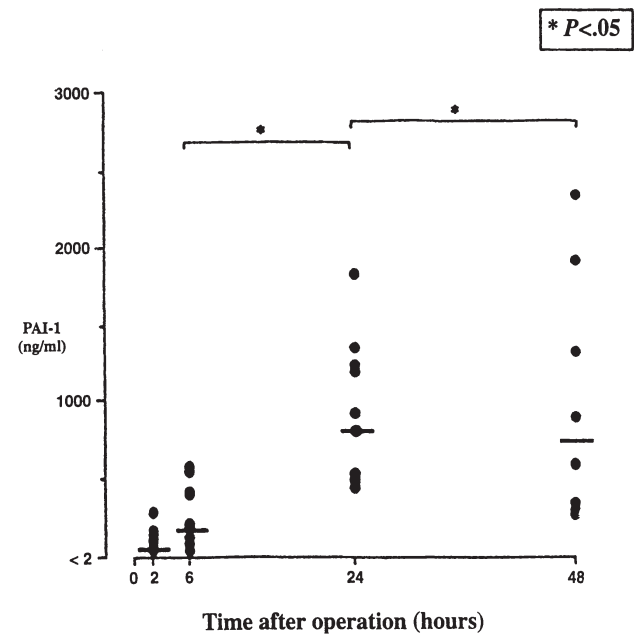 * P<.05
3000
*
*
2000
PAI-1
(ng/ml)
1000
< 2
0 2 6 24 48
Time after operation (hours)